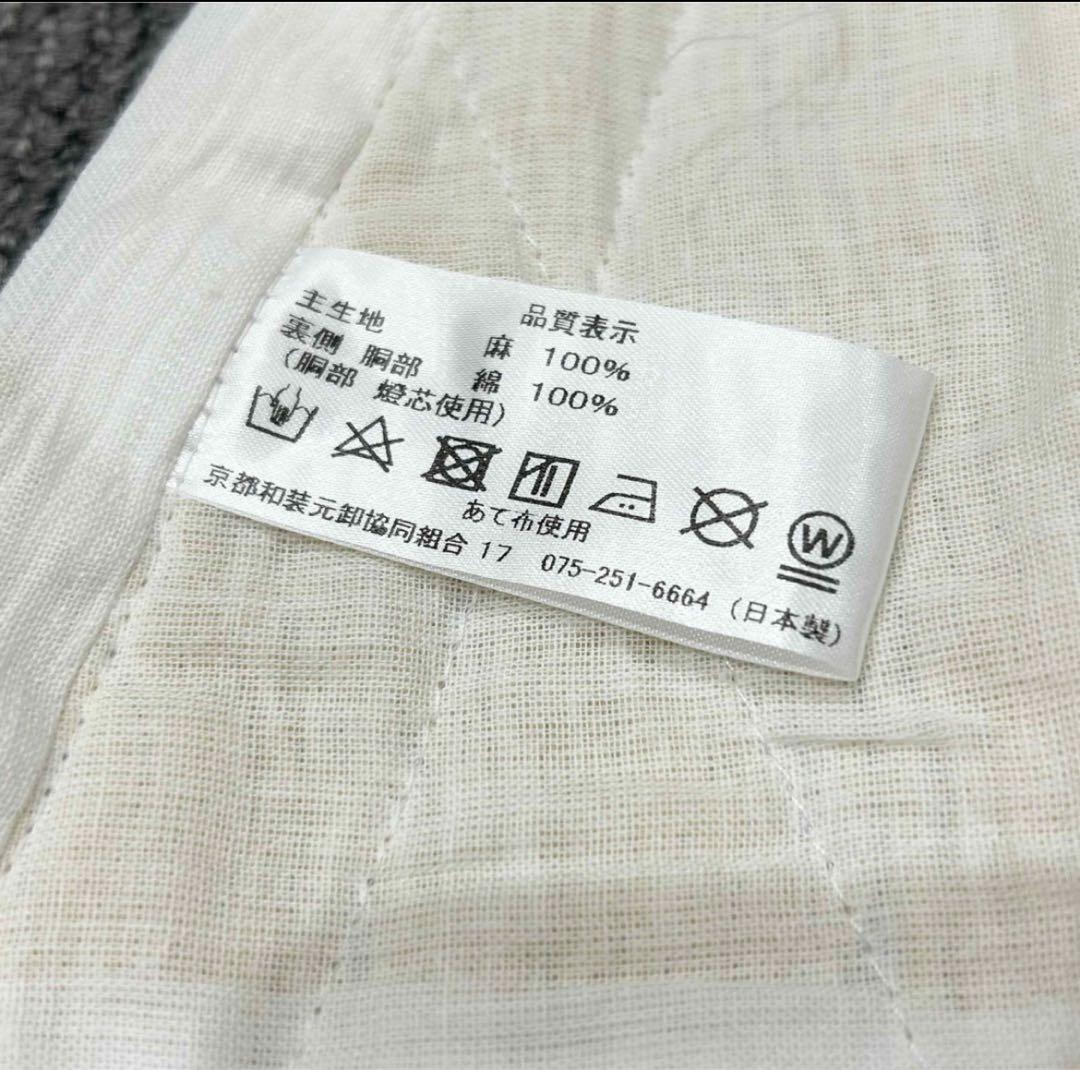 品質表示
主生地 麻 100%
裏側 胴部 綿 100%
(胴部 燈芯使用)
あて布使用
W
京都和装元卸協同組合 17 075-251-6664 (日本製)